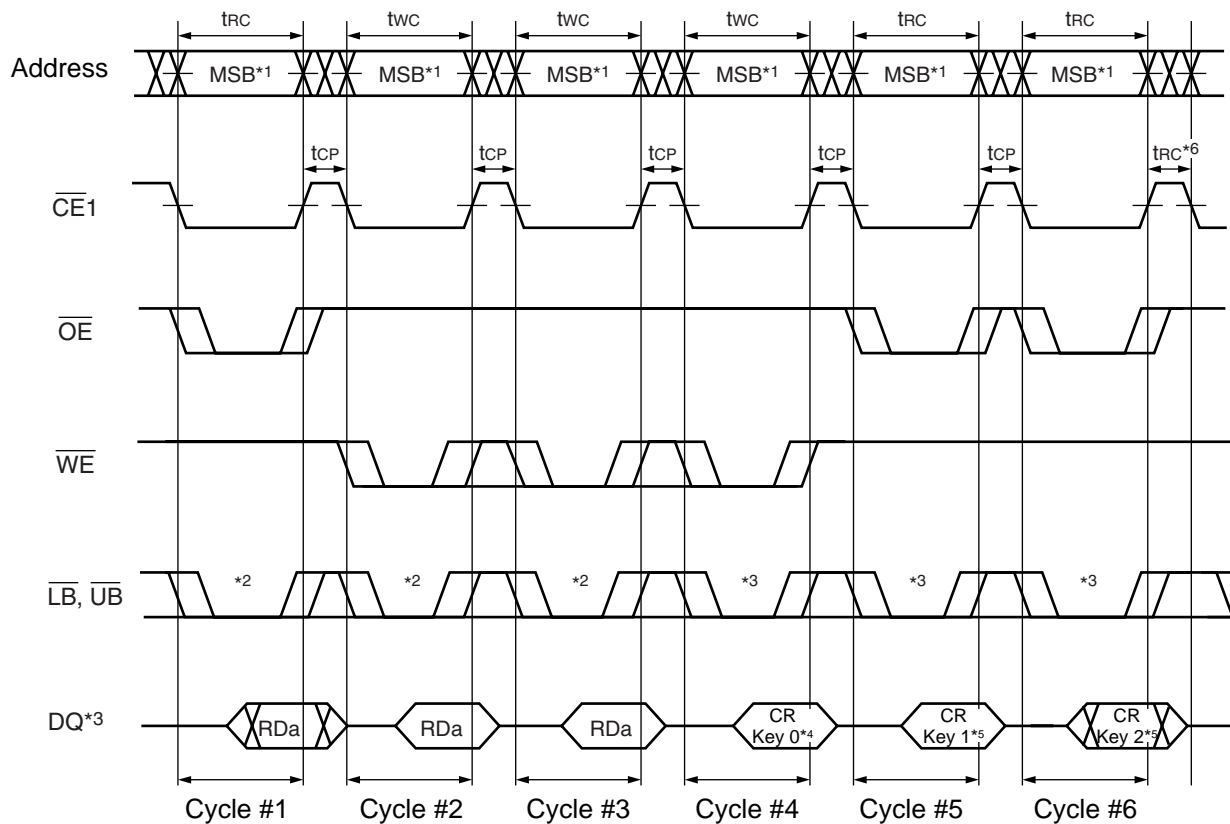 tRC tWC tWC tWC tRC tRC
Address MSB*1 MSB*1 MSB*1 MSB*1 MSB*1 MSB*1
tCP tCP tCP tCP tCP tRC*6
CE1
OE
WE
LB, UB *2 *2 *2 *3 *3 *3
DQ*3 RDa RDa RDa CR Key 0*4 CR Key 1*5 CR Key 2*5
Cycle #1 Cycle #2 Cycle #3 Cycle #4 Cycle #5 Cycle #6